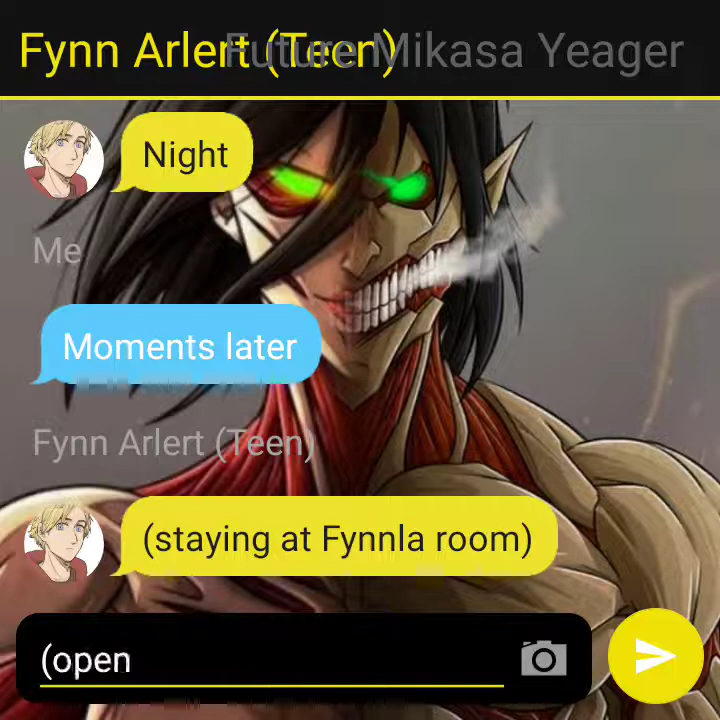 Fynn Arlert (Teen)
Future Mikasa Yeager
Night
Me
Moments later
Fynn Arlert (Teen)
(staying at Fynnla room)
(open